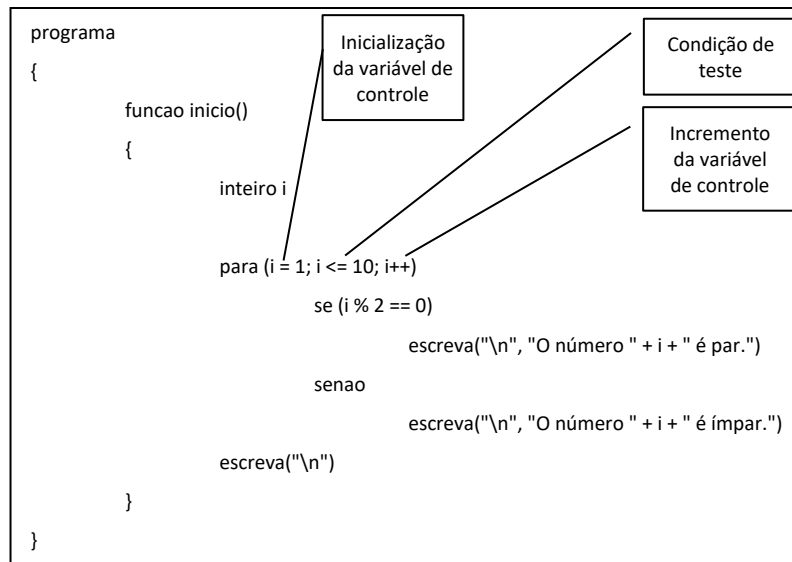 programa
{
funcao inicio()
{
inteiro i
para (i = 1; i <= 10; i++)
se (i % 2 == 0)
escreva("\n", "O número " + i + " é par.")
senao
escreva("\n", "O número " + i + " é ímpar.")
escreva("\n")
}
}
Inicialização
da variável de
controle
Condição de
teste
Incremento
da variável
de controle